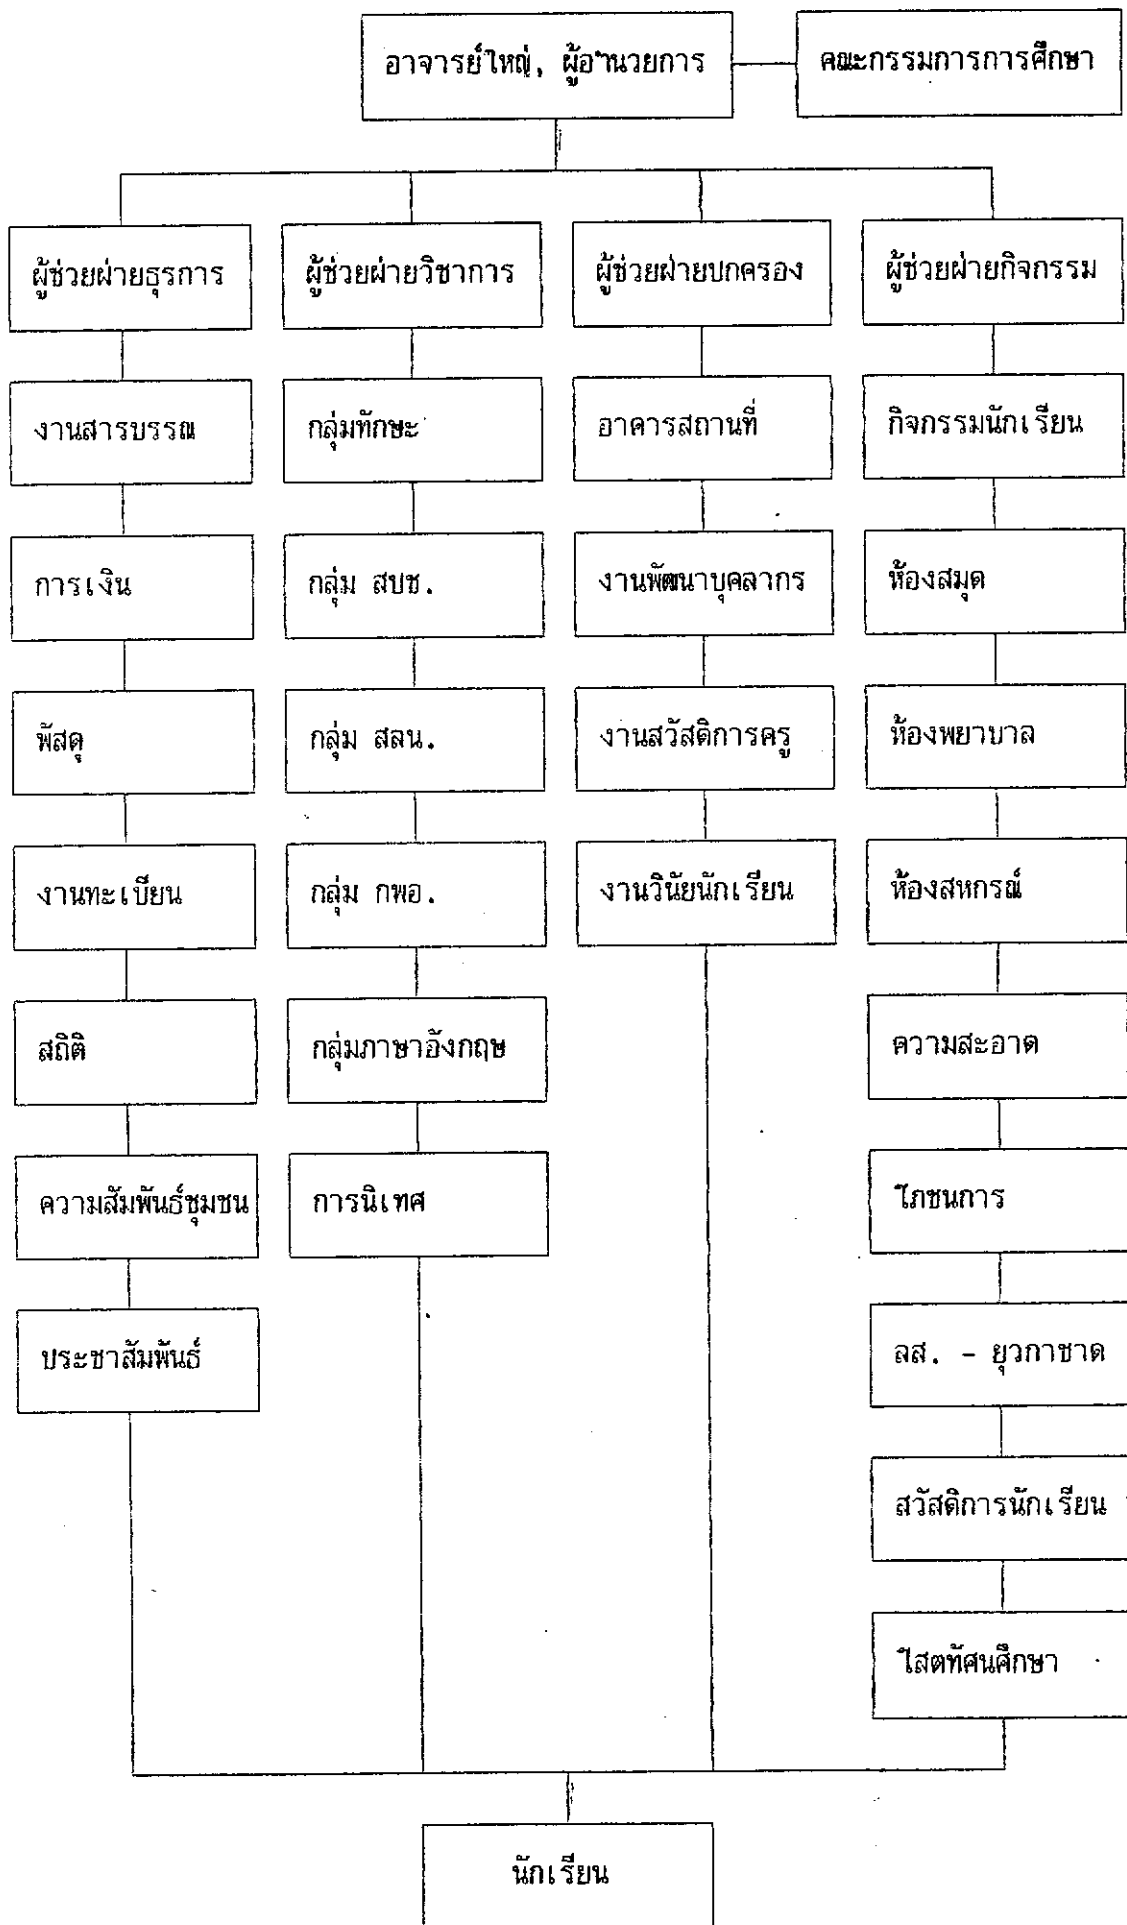 อาจารย์ใหญ่, ผู้อำนวยการ
คณะกรรมการการศึกษา
ผู้ช่วยฝ่ายธุรการ
ผู้ช่วยฝ่ายวิชาการ
ผู้ช่วยฝ่ายปกครอง
ผู้ช่วยฝ่ายกิจกรรม
งานสารบรรณ
กลุ่มทักษะ
อาคารสถานที่
กิจกรรมนักเรียน
การเงิน
กลุ่ม สปช.
งานพัฒนาบุคลากร
ห้องสมุด
พัสดุ
กลุ่ม สลน.
งานสวัสดิการครู
ห้องพยาบาล
งานทะเบียน
กลุ่ม กพอ.
งานวินัยนักเรียน
ห้องสหกรณ์
สถิติ
กลุ่มภาษาอังกฤษ
ความสะอาด
ความสัมพันธ์ชุมชน
การนิเทศ
โภชนการ
ประชาสัมพันธ์
ลส. - ยุวกาชาด
สวัสดิการนักเรียน
โสตทัศนศึกษา
นักเรียน